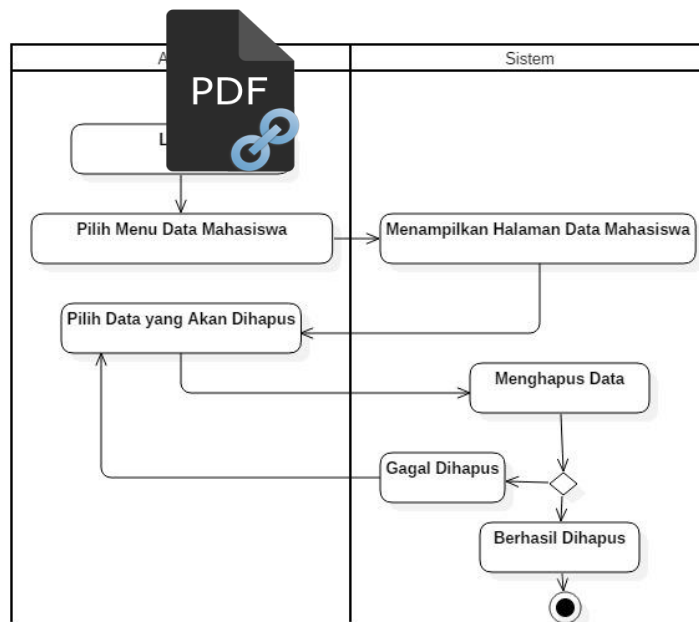 Sistem
PDF
Pilih Menu Data Mahasiswa
Menampilkan Halaman Data Mahasiswa
Pilih Data yang Akan Dihapus
Menghapus Data
Gagal Dihapus
Berhasil Dihapus